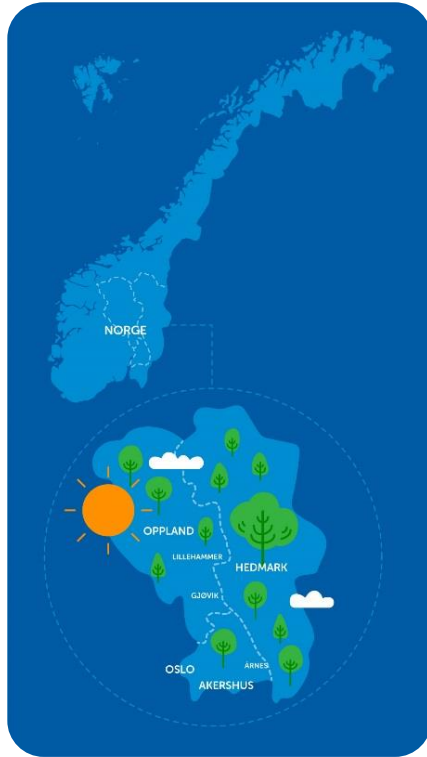 NORGE
OPPLAND
LILLEHAMMER
HEDMARK
GJØVIK
OSLO
ÅRNES
AKERSHUS